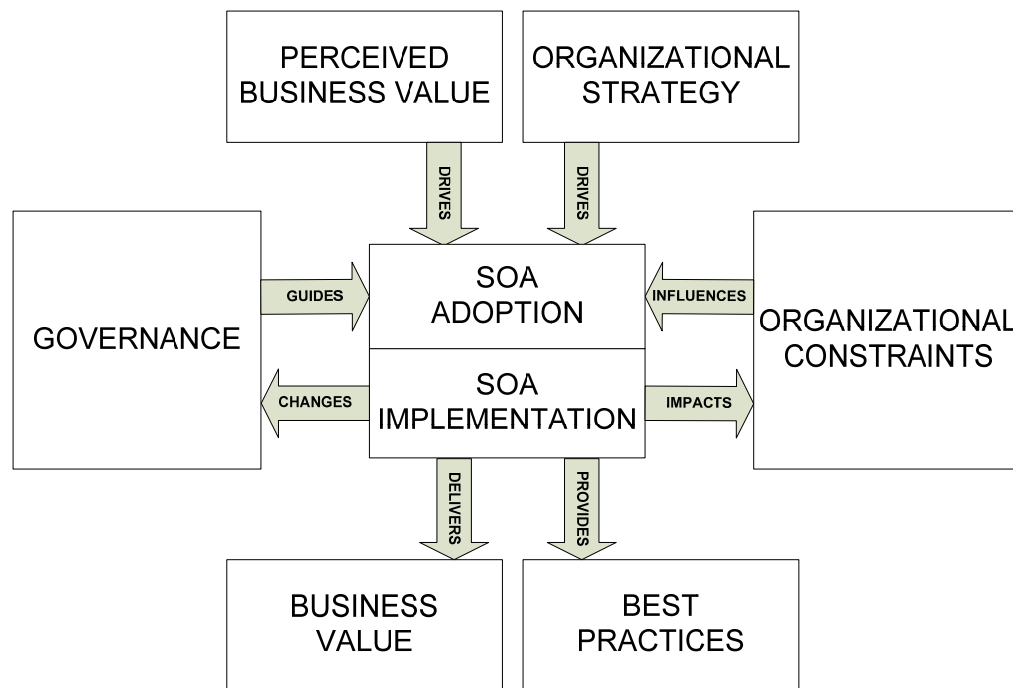 PERCEIVED
BUSINESS VALUE
ORGANIZATIONAL
STRATEGY
DRIVES
DRIVES
GOVERNANCE
GUIDES
SOA
ADOPTION
INFLUENCES
ORGANIZATIONAL
CONSTRAINTS
CHANGES
SOA
IMPLEMENTATION
IMPACTS
DELIVERS
PROVIDES
BUSINESS
VALUE
BEST
PRACTICES